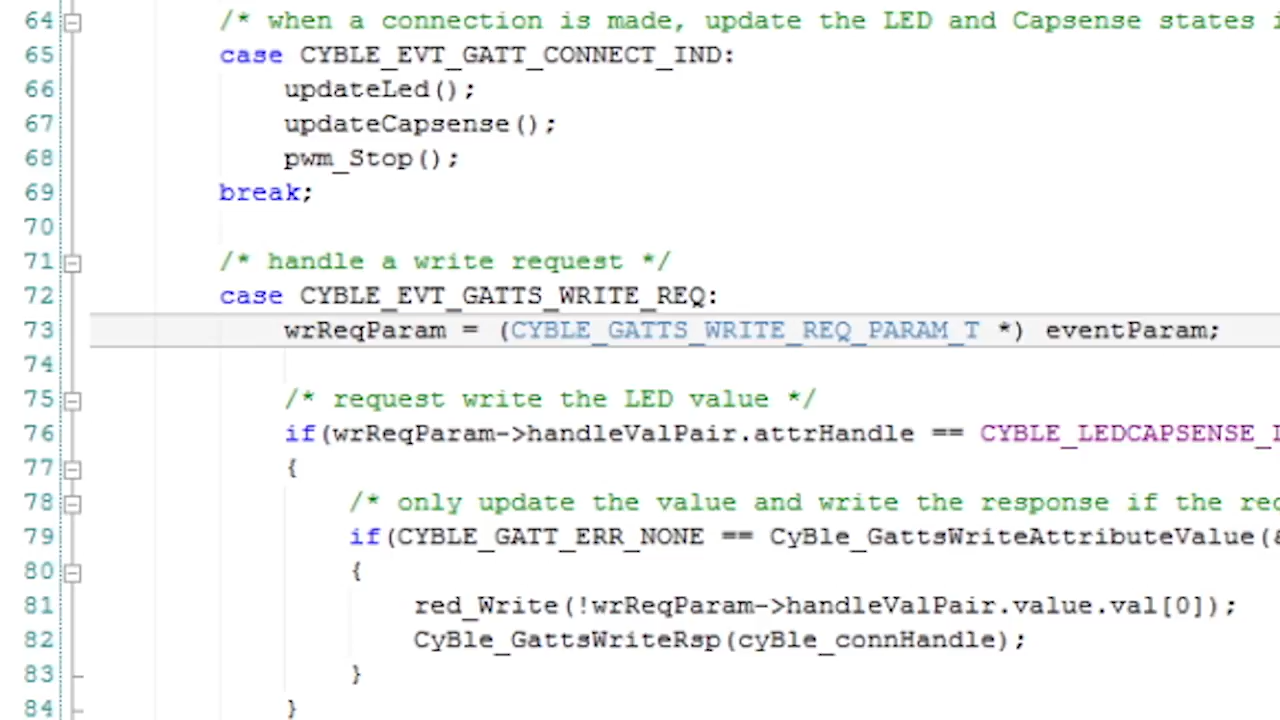 64 /* when a connection is made, update the LED and Capsense states
65 case CYBLE_EVT_GATT_CONNECT_IND:
66 updateLed();
67 updateCapsense();
68 pwm_Stop();
69 break;
70
71 /* handle a write request */
72 case CYBLE_EVT_GATTS_WRITE_REQ:
73 wrReqParam = (CYBLE_GATTS_WRITE_REQ_PARAM_T *) eventParam;
74
75 /* request write the LED value */
76 if(wrReqParam->handleValPair.attrHandle == CYBLE_LEDCAPSENSE_
77 {
78 /* only update the value and write the response if the
79 if(CYBLE_GATT_ERR_NONE == CyBle_GattsWriteAttributeValue(
80 {
81 red_Write(!wrReqParam->handleValPair.value.val[0]);
82 CyBle_GattsWriteRsp(cyBle_connHandle);
83 }
84 }